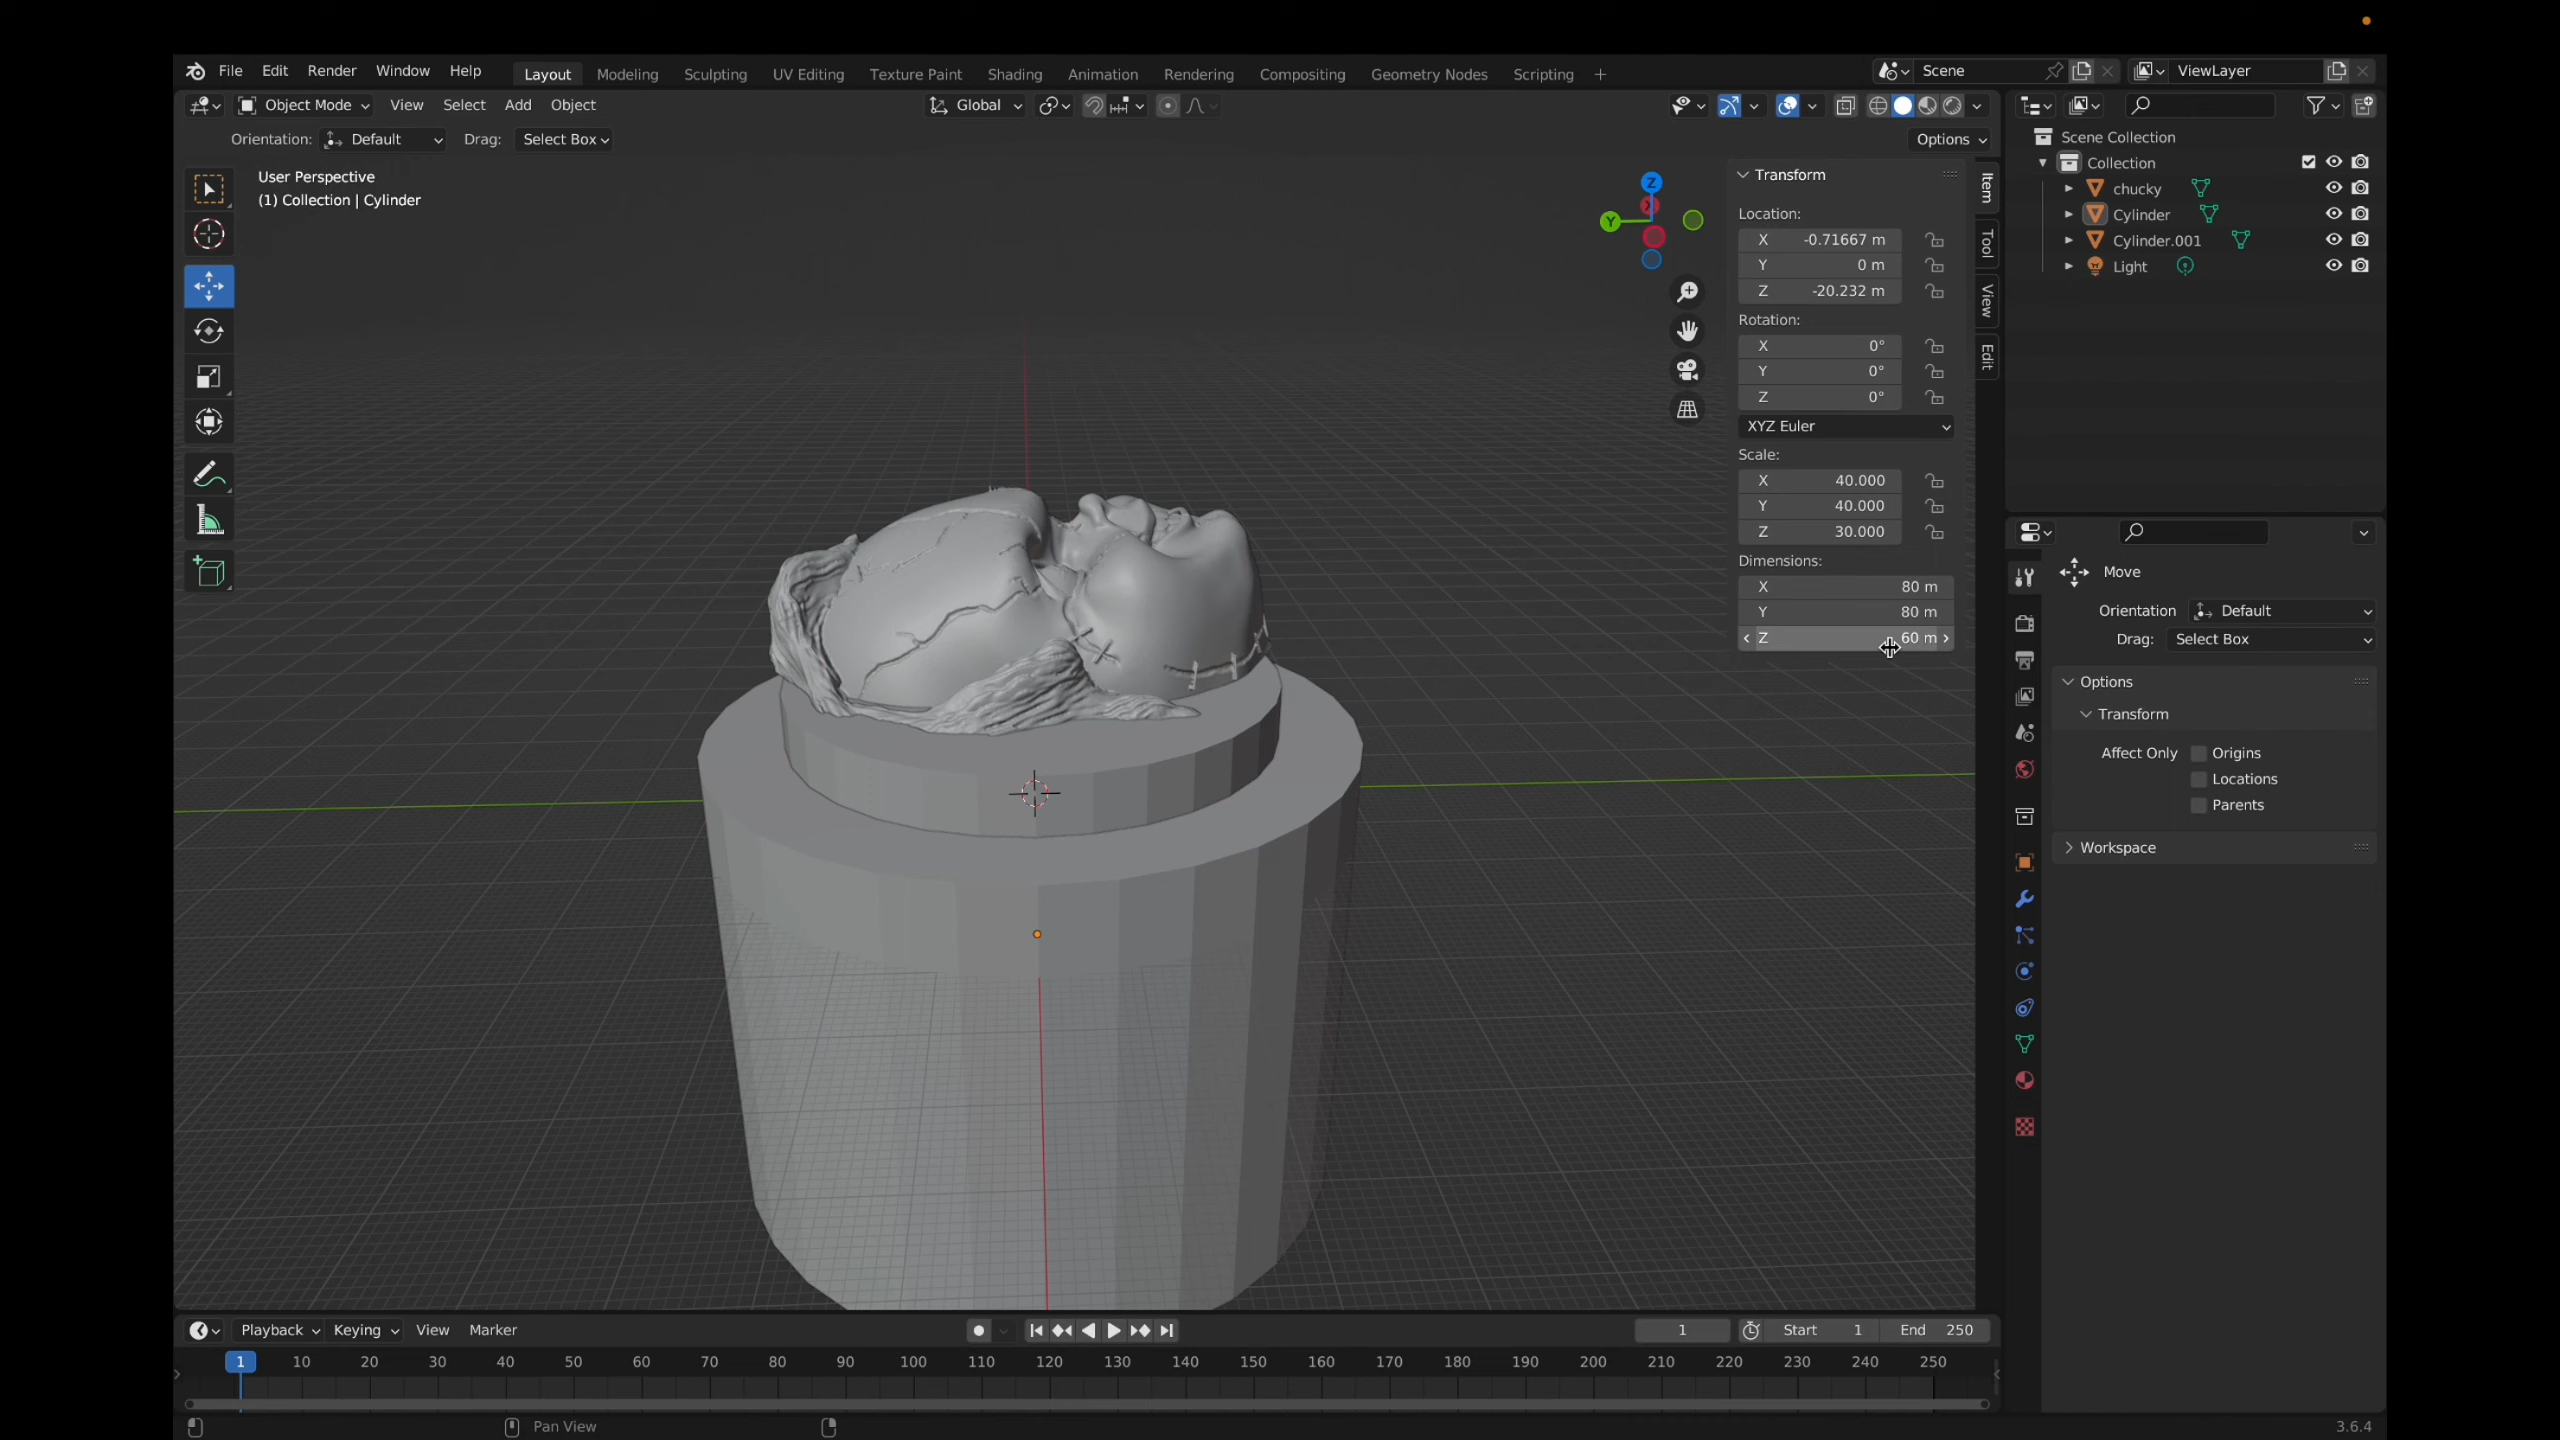 File Edit Render Window Help Layout Modeling Sculpting UV Editing Texture Paint Shading Animation Rendering Compositing Geometry Nodes Scripting + Scene ViewLayer
Object Mode View Select Add Object Global
Orientation: Default Drag: Select Box Options
User Perspective
(1) Collection | Cylinder
Z
X
Y
Transform
Location:
X -0.71667 m
Y 0 m
Z -20.232 m
Rotation:
X 0°
Y 0°
Z 0°
XYZ Euler
Scale:
X 40.000
Y 40.000
Z 30.000
Dimensions:
X 80 m
Y 80 m
Z 60 m
Item
Tool
View
Edit
Scene Collection
Collection
chucky
Cylinder
Cylinder.001
Light
Move
Orientation Default
Drag: Select Box
Options
Transform
Affect Only Origins
Locations
Parents
Workspace
Playback Keying View Marker 1 Start 1 End 250
1 10 20 30 40 50 60 70 80 90 100 110 120 130 140 150 160 170 180 190 200 210 220 230 240 250
Pan View 3.6.4